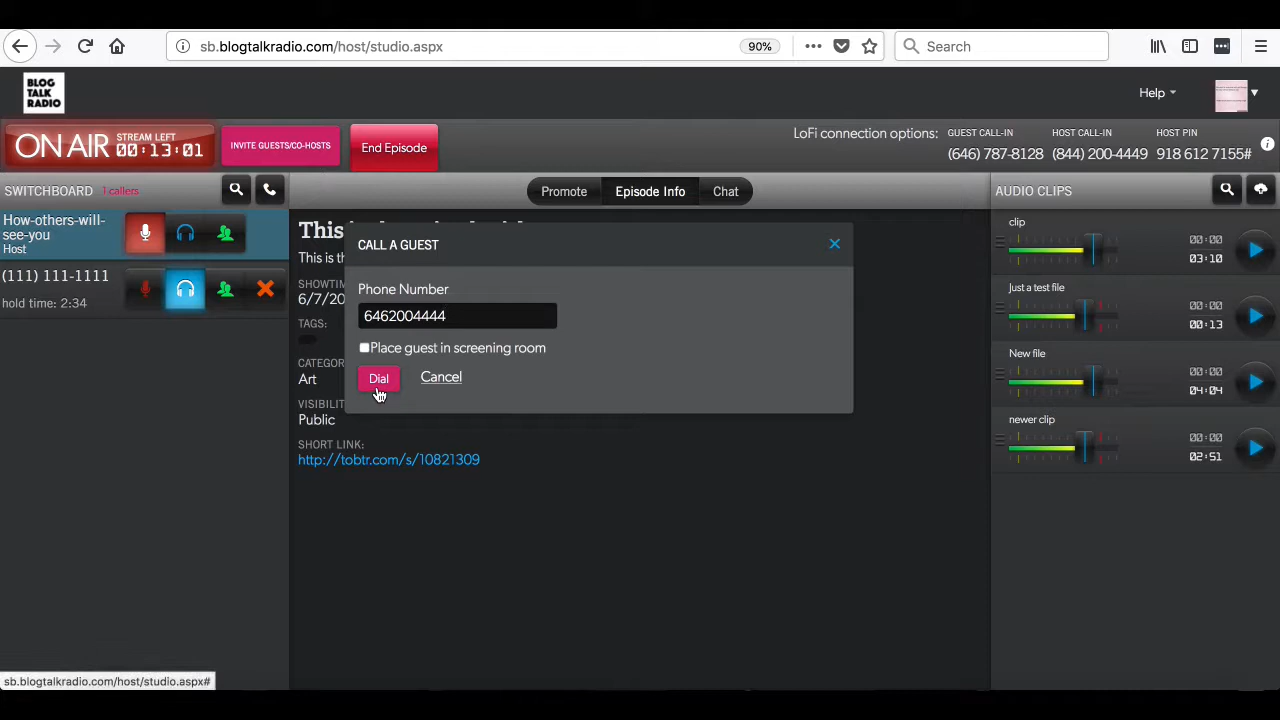 sb.blogtalkradio.com/host/studio.aspx
90%
Search
BLOG
TALK
RADIO
Help
ON AIR
STREAM LEFT
00:13:01
INVITE GUESTS/CO-HOSTS
End Episode
LoFi connection options:
GUEST CALL-IN
(646) 787-8128
HOST CALL-IN
(844) 200-4449
HOST PIN
918 612 7155#
SWITCHBOARD 1 callers
Promote
Episode Info
Chat
AUDIO CLIPS
How-others-will-
see-you
Host
(111) 111-1111
hold time: 2:34
This
This is th
SHOWTIM
6/7/20
TAGS:
CATEGOR
Art
VISIBILIT
Public
SHORT LINK:
http://tobtr.com/s/10821309
CALL A GUEST
Phone Number
6462004444
Place guest in screening room
Dial
Cancel
clip
00:00
03:10
Just a test file
00:00
00:13
New file
00:00
04:04
newer clip
00:00
02:51
sb.blogtalkradio.com/host/studio.aspx#